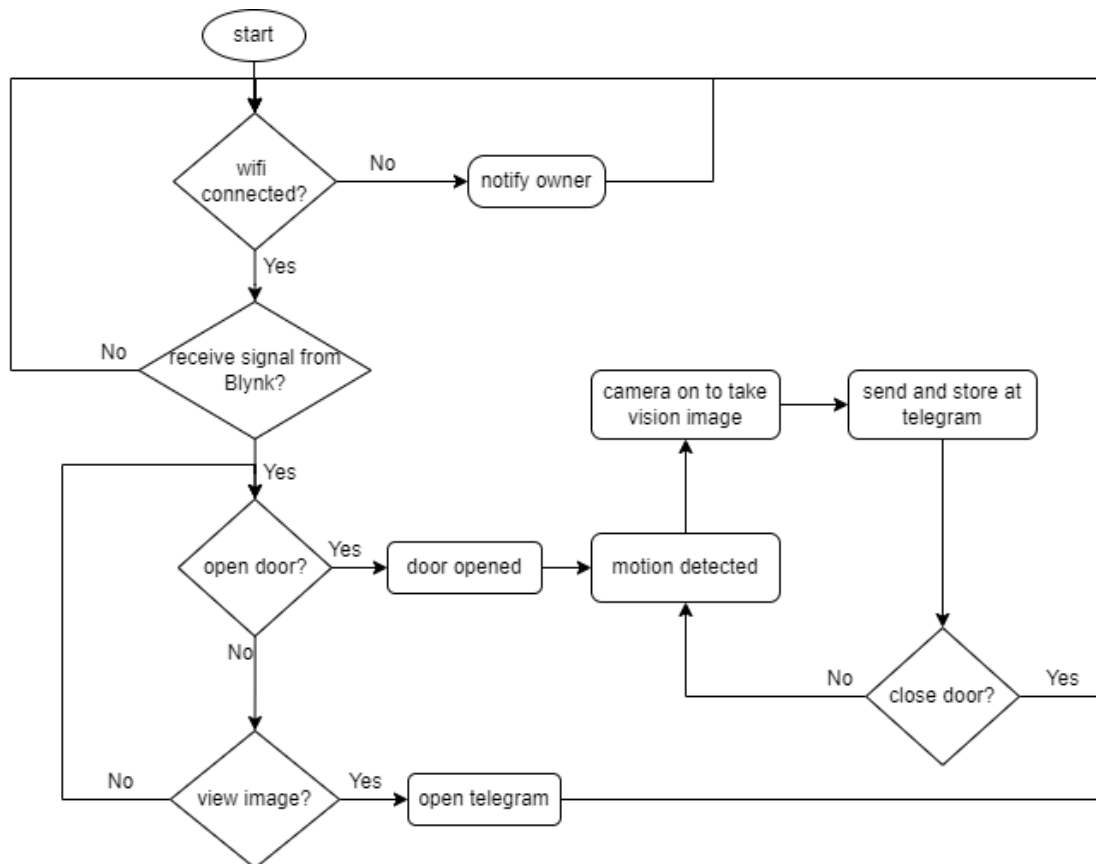 start
wifi
connected?
No
notify owner
Yes
No
receive signal from
Blynk?
camera on to take
vision image
send and store at
telegram
Yes
open door?
Yes
door opened
motion detected
No
No
close door?
Yes
No
view image?
Yes
open telegram